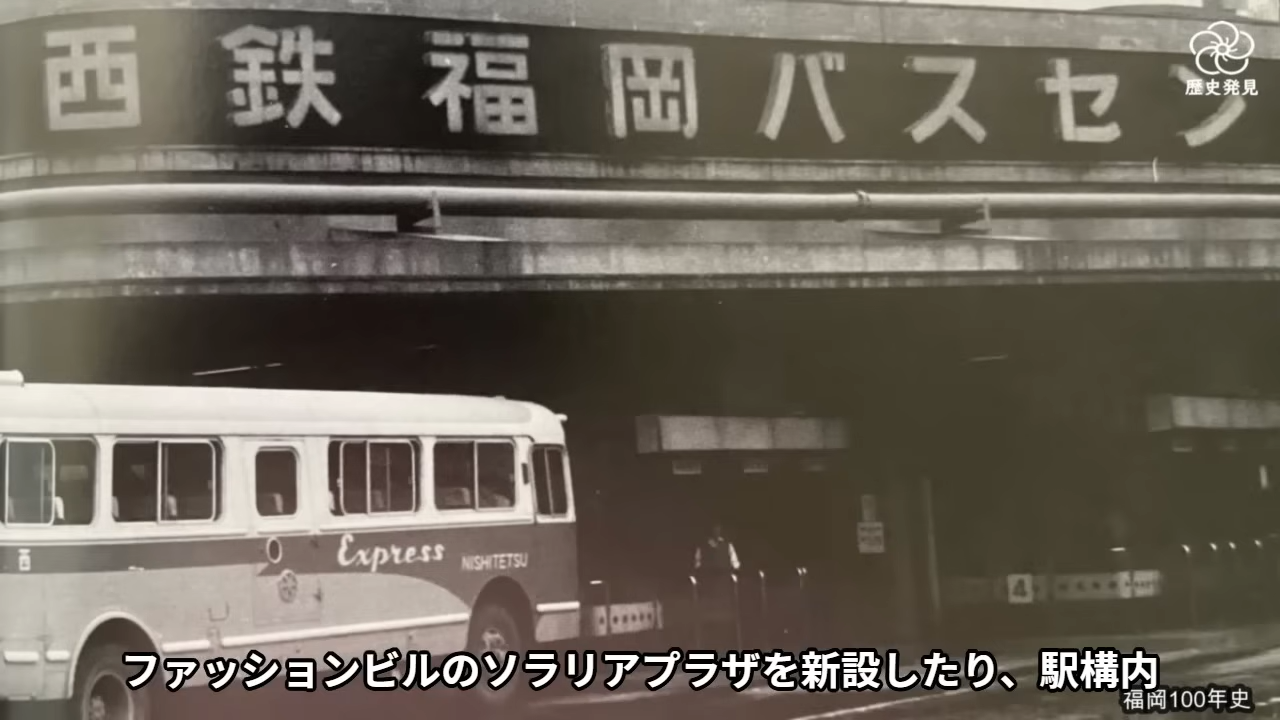 西鉄福岡バスセン
歴史発見
西
Express NISHITETSU
4
ファッションビルのソラリアプラザを新設したり、駅構内
福岡100年史